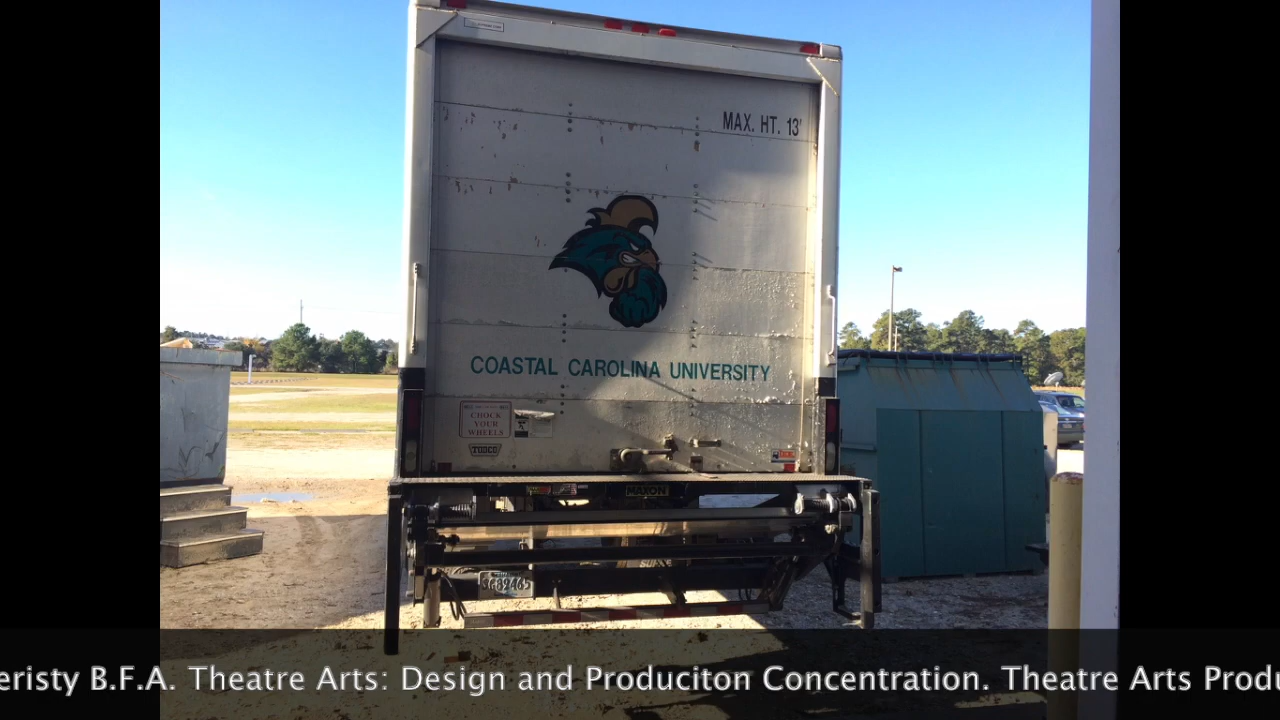 MAX. HT. 13'
COASTAL CAROLINA UNIVERSITY
CHOCK
YOUR
WHEELS
TODCO
MAXON
eristy B.F.A. Theatre Arts: Design and Produciton Concentration. Theatre Arts Produ